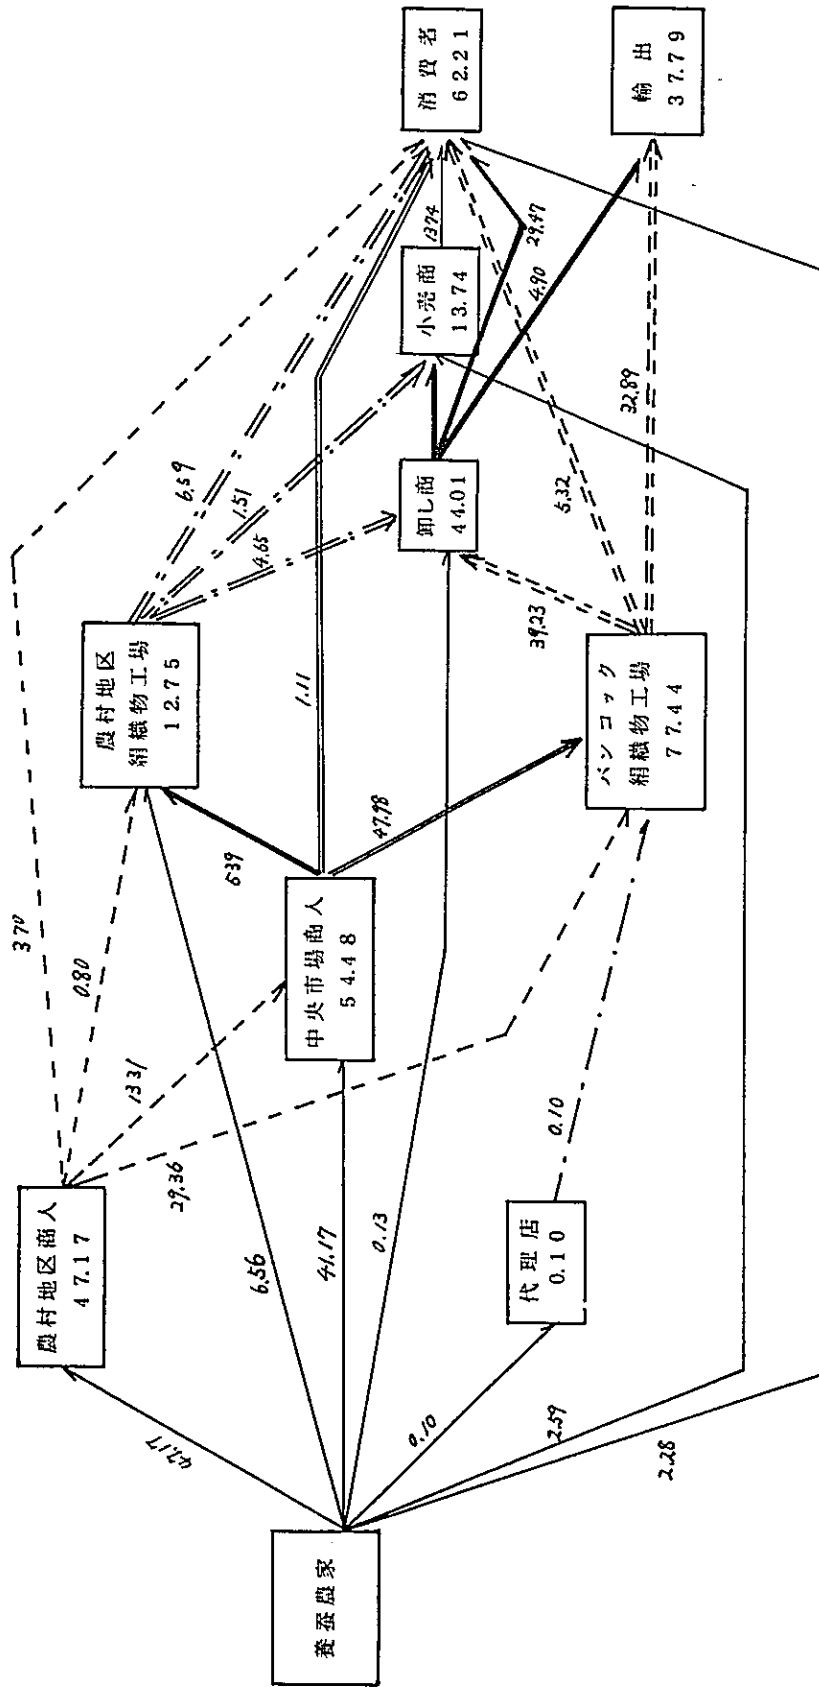 養蚕農家
農村地区商人
47.17
中央市場商人
54.48
代理店
0.10
農村地区
絹織物工場
12.75
バンコック
絹織物工場
77.44
卸し商
44.01
小売商
13.74
消費者
62.21
輸出
37.79
47.17
6.56
41.17
0.13
0.10
2.59
2.28
3.70
0.80
13.31
29.36
0.10
5.39
1.11
47.98
6.59
1.51
4.65
39.23
5.32
32.89
13.74
29.47
4.90